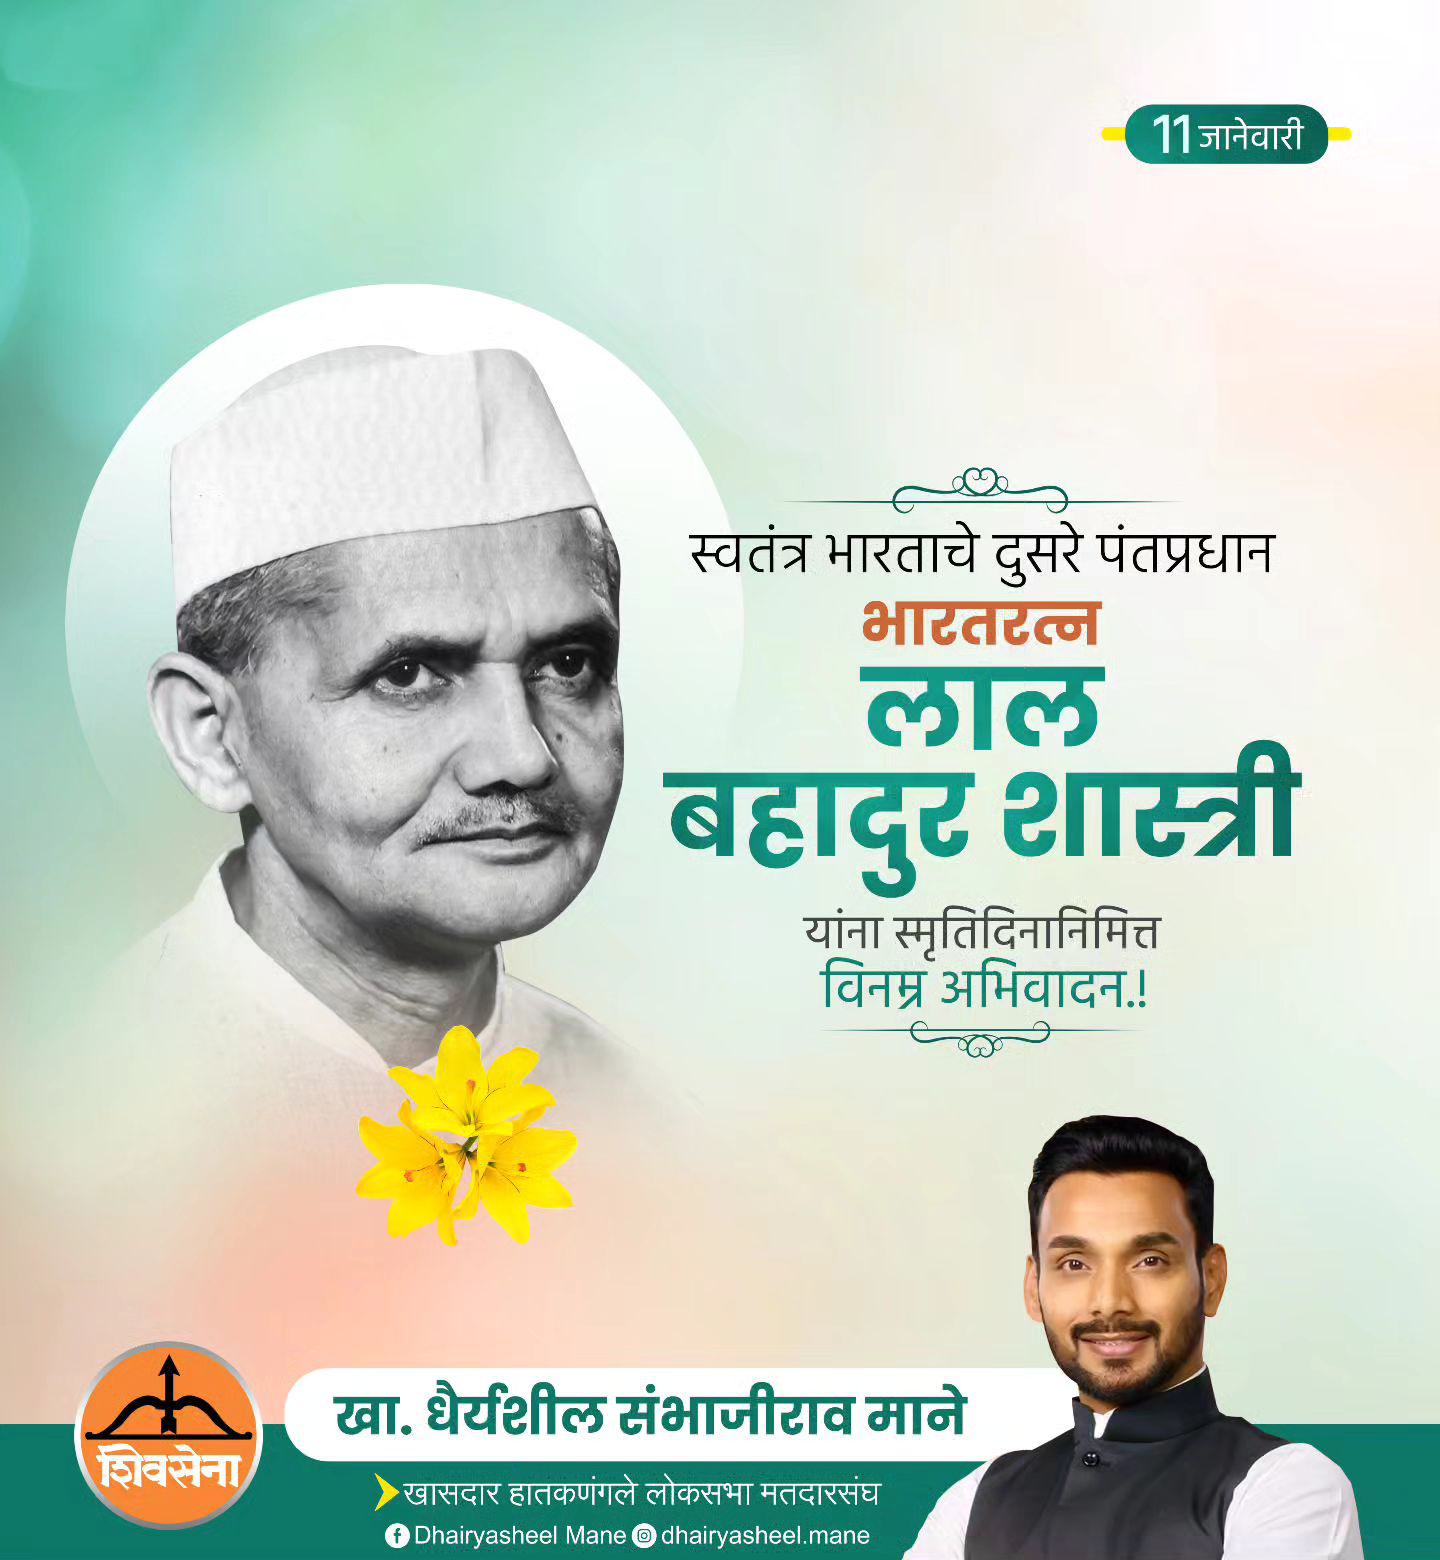 11 जानेवारी
स्वतंत्र भारताचे दुसरे पंतप्रधान
भारतरत्न
लाल
बहादुर शास्त्री
यांना स्मृतिदिनानिमित्त
विनम्र अभिवादन.!
खा. धैर्यशील संभाजीराव माने
शिवसेना
खासदार हातकणंगले लोकसभा मतदारसंघ
Dhairyasheel Mane dhairyasheel.mane